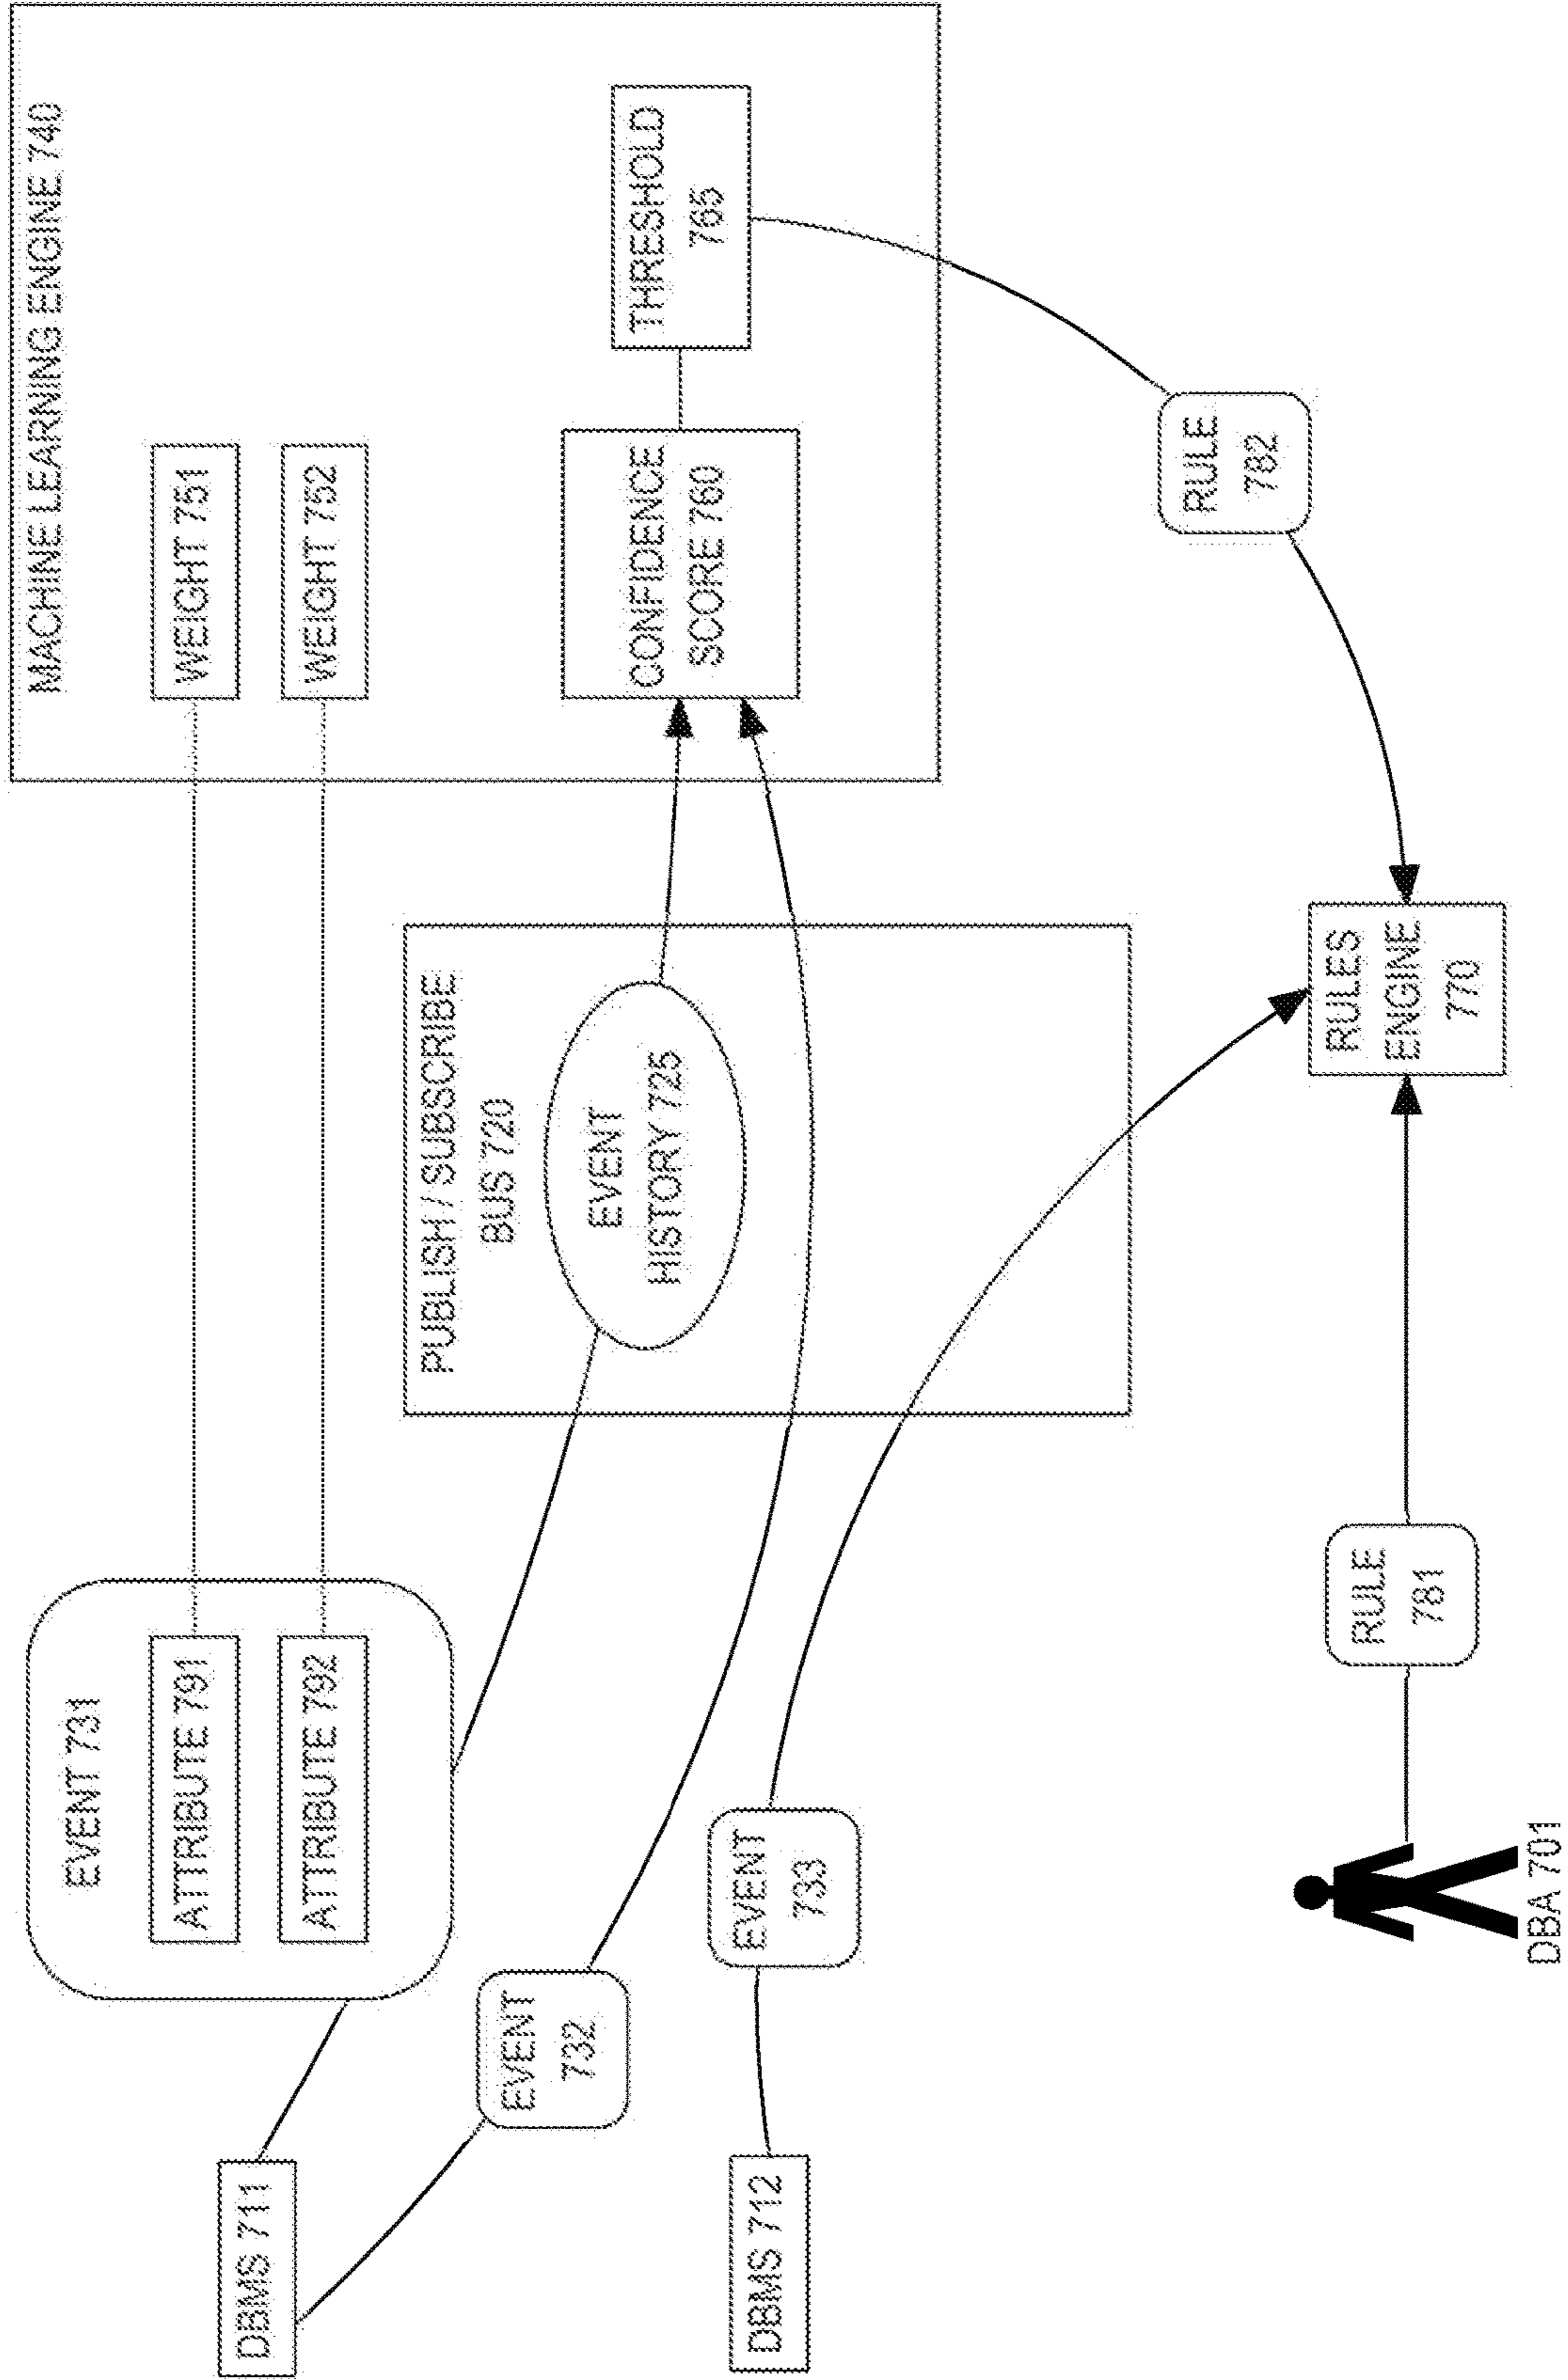 DBMS 711
EVENT 731
ATTRIBUTE 791
ATTRIBUTE 792
EVENT
732
DBMS 712
EVENT
733
PUBLISH / SUBSCRIBE
BUS 720
EVENT
HISTORY 725
MACHINE LEARNING ENGINE 740
WEIGHT 751
WEIGHT 752
CONFIDENCE
SCORE 760
THRESHOLD
765
RULE
782
RULES
ENGINE
770
RULE
781
DBA 701